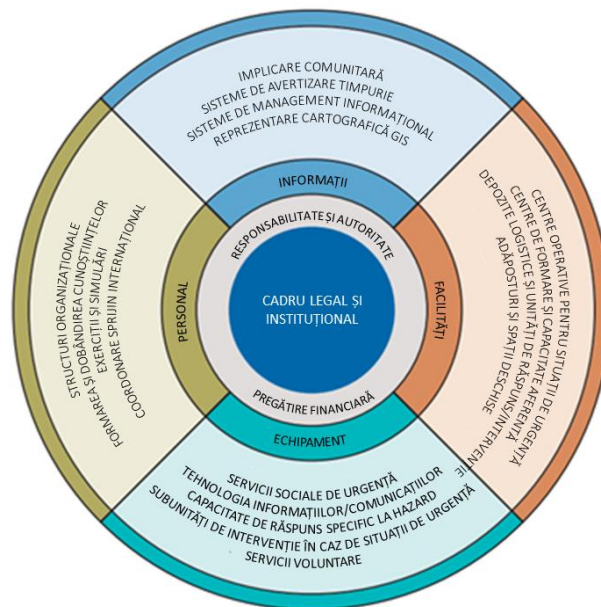 IMPLICARE COMUNITARĂ
SISTEME DE AVERTIZARE TIMPURIE
SISTEME DE MANAGEMENT INFORMAȚIONAL
REPREZENTARE CARTOGRAFICĂ GIS
INFORMAȚII
RESPONSABILITATE ȘI AUTORITATE
CADRU LEGAL ȘI
INSTITUȚIONAL
PREGĂTIRE FINANCIARĂ
PERSONAL
STRUCTURI ORGANIZAȚIONALE
FORMAREA ȘI DOBÂNDIREA CUNOȘTIINȚELOR
EXERCIȚII ȘI SIMULĂRI
COORDONARE SPRIJIN INTERNAȚIONAL
FACILITĂȚI
CENTRE OPERATIVE PENTRU SITUAȚII DE URGENȚĂ
CENTRE DE FORMARE ȘI CAPACITATE AFERENTĂ
DEPOZITE LOGISTICE ȘI UNITĂȚI DE RĂSPUNS/INTERVENȚIE
ADĂPOSTURI ȘI SPAȚII DESCHISE
ECHIPAMENT
SERVICII SOCIALE DE URGENȚĂ
TEHNOLOGIA INFORMAȚIILOR/COMUNICAȚIILOR
CAPACITATE DE RĂSPUNS SPECIFIC LA HAZARD
SUBUNITĂȚI DE INTERVENȚIE ÎN CAZ DE SITUAȚII DE URGENȚĂ
SERVICII VOLUNTARE